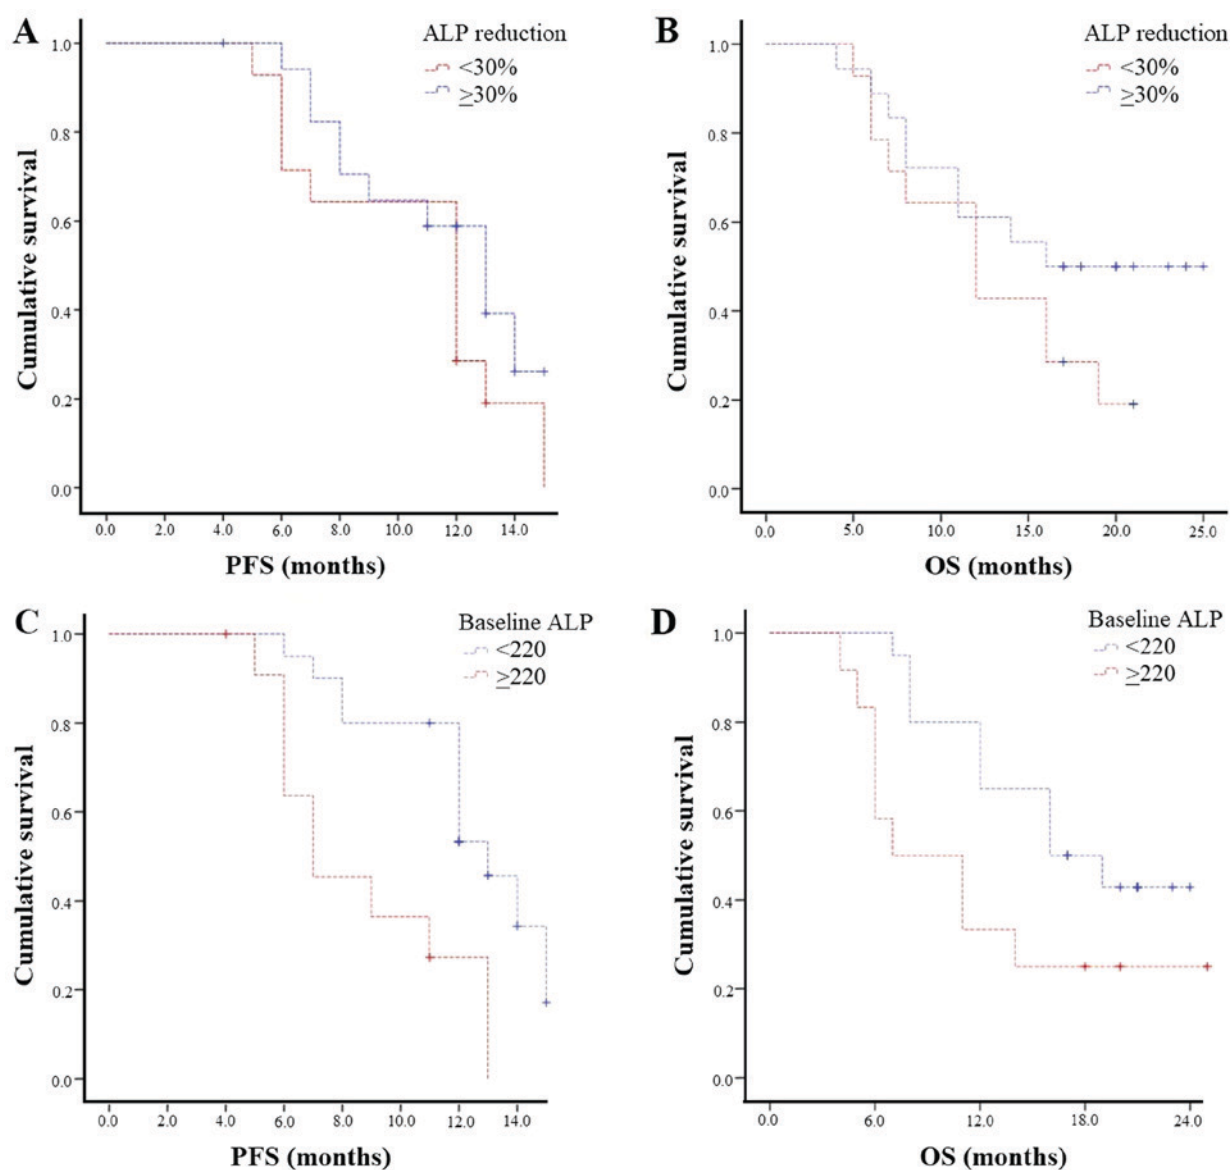 A
ALP reduction
<30%
≥30%
1.0
0.8
0.6
0.4
0.2
0.0
Cumulative survival
0.0 2.0 4.0 6.0 8.0 10.0 12.0 14.0
PFS (months)
B
ALP reduction
<30%
≥30%
1.0
0.8
0.6
0.4
0.2
0.0
Cumulative survival
0.0 5.0 10.0 15.0 20.0 25.0
OS (months)
C
Baseline ALP
<220
≥220
1.0
0.8
0.6
0.4
0.2
0.0
Cumulative survival
0.0 2.0 4.0 6.0 8.0 10.0 12.0 14.0
PFS (months)
D
Baseline ALP
<220
≥220
1.0
0.8
0.6
0.4
0.2
0.0
Cumulative survival
0.0 6.0 12.0 18.0 24.0
OS (months)